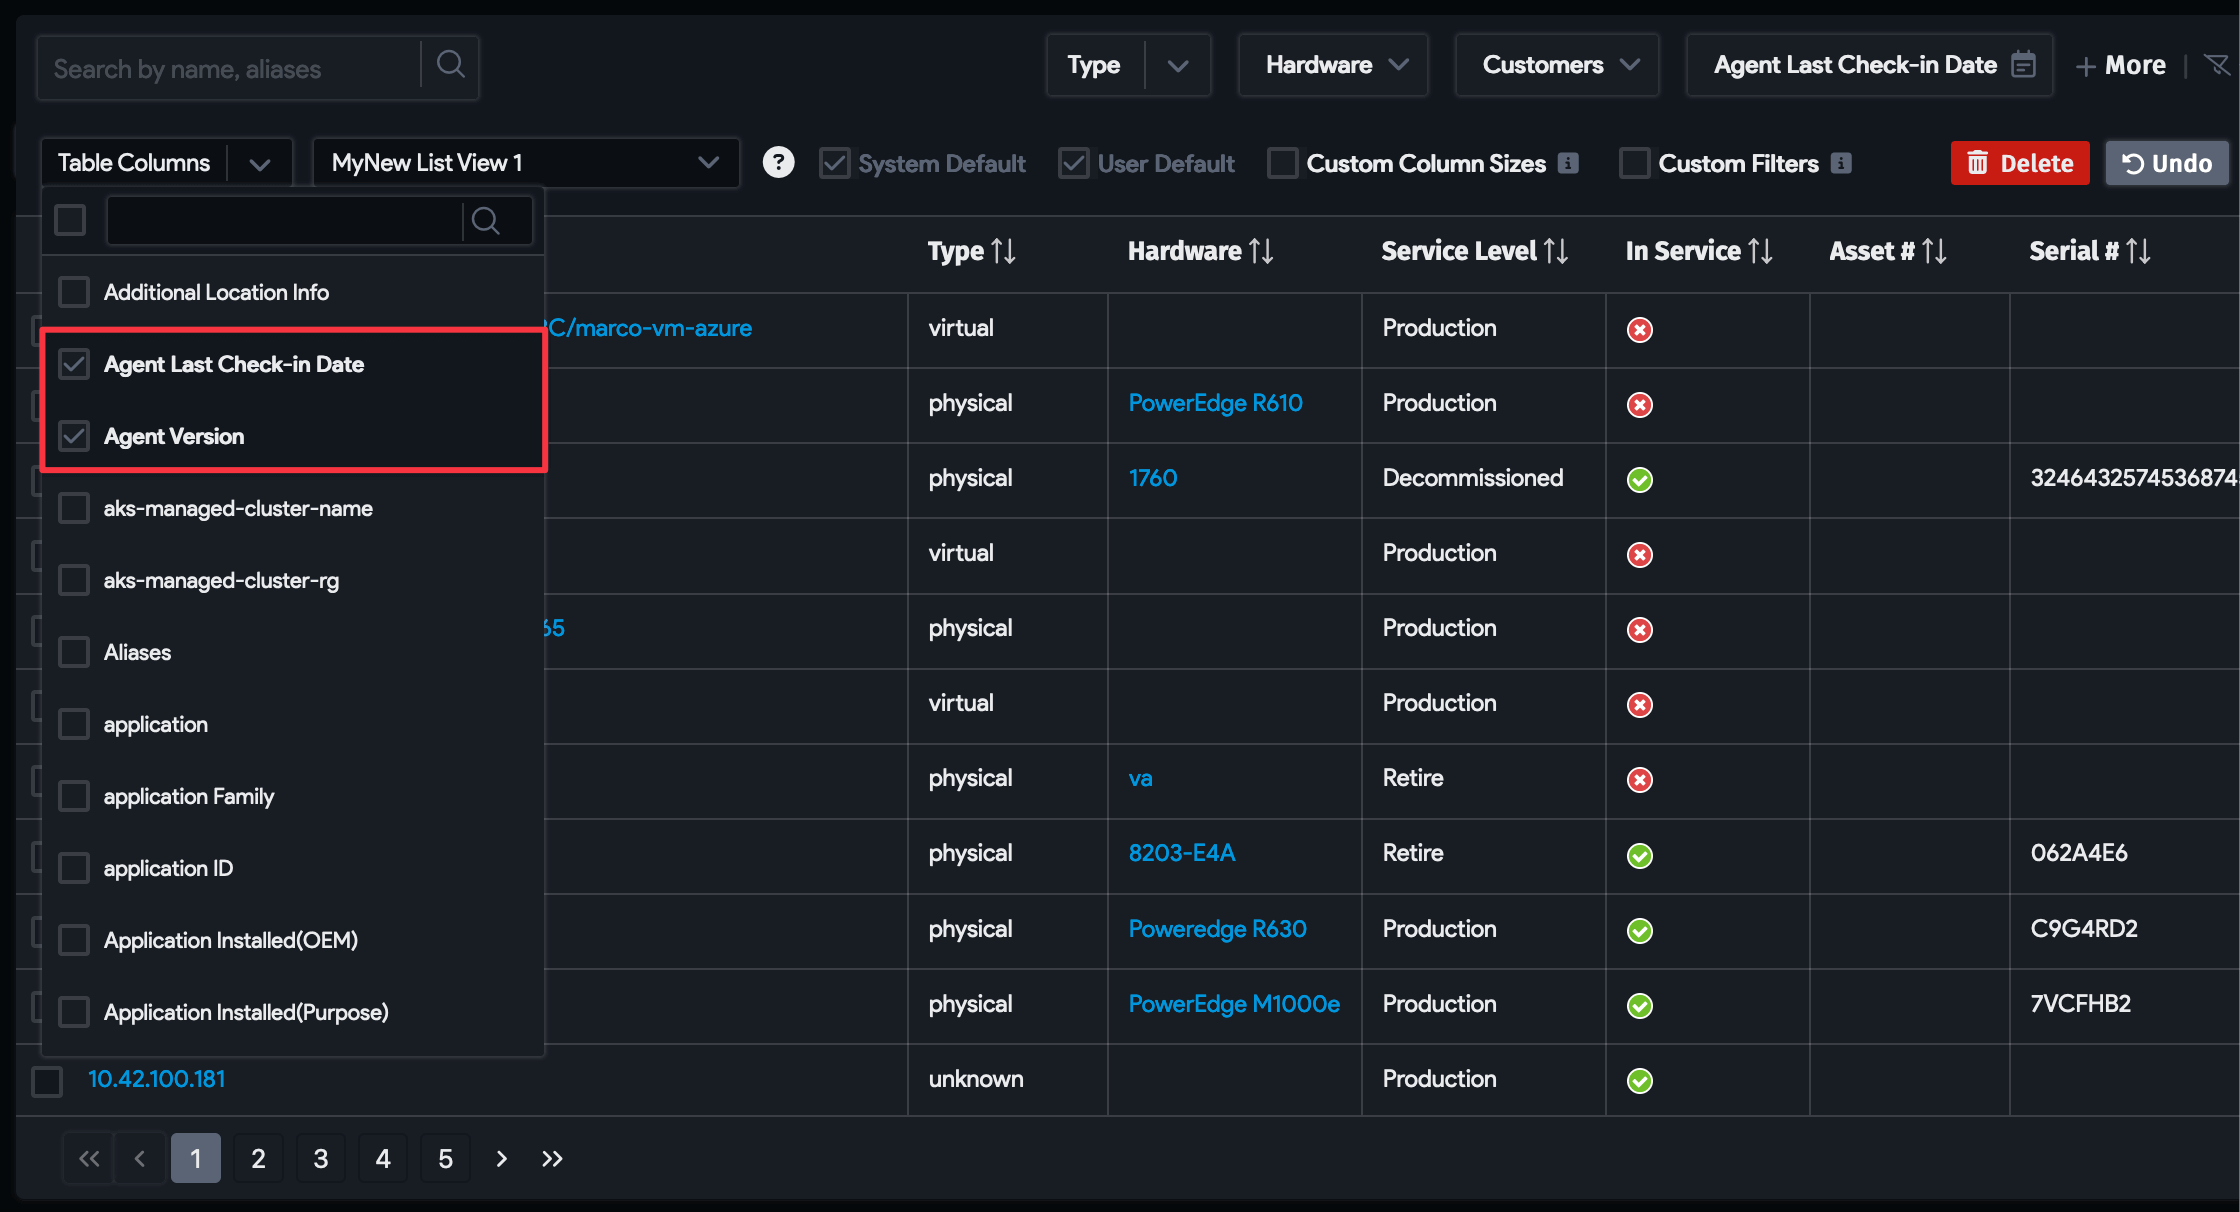 Search by name, aliases
Type
Hardware
Customers
Agent Last Check-in Date
+ More
Table Columns
MyNew List View 1
?
System Default
User Default
Custom Column Sizes
Custom Filters
Delete
Undo
Type Hardware Service Level In Service Asset # Serial #
Additional Location Info
Agent Last Check-in Date
Agent Version
aks-managed-cluster-name
aks-managed-cluster-rg
Aliases
application
application Family
application ID
Application Installed(OEM)
Application Installed(Purpose)
C/marco-vm-azure virtual Production
physical PowerEdge R610 Production
physical 1760 Decommissioned 3246432574536874
virtual Production
65 physical Production
virtual Production
physical va Retire
physical 8203-E4A Retire 062A4E6
physical Poweredge R630 Production C9G4RD2
physical PowerEdge M1000e Production 7VCFHB2
10.42.100.181 unknown Production
1 2 3 4 5